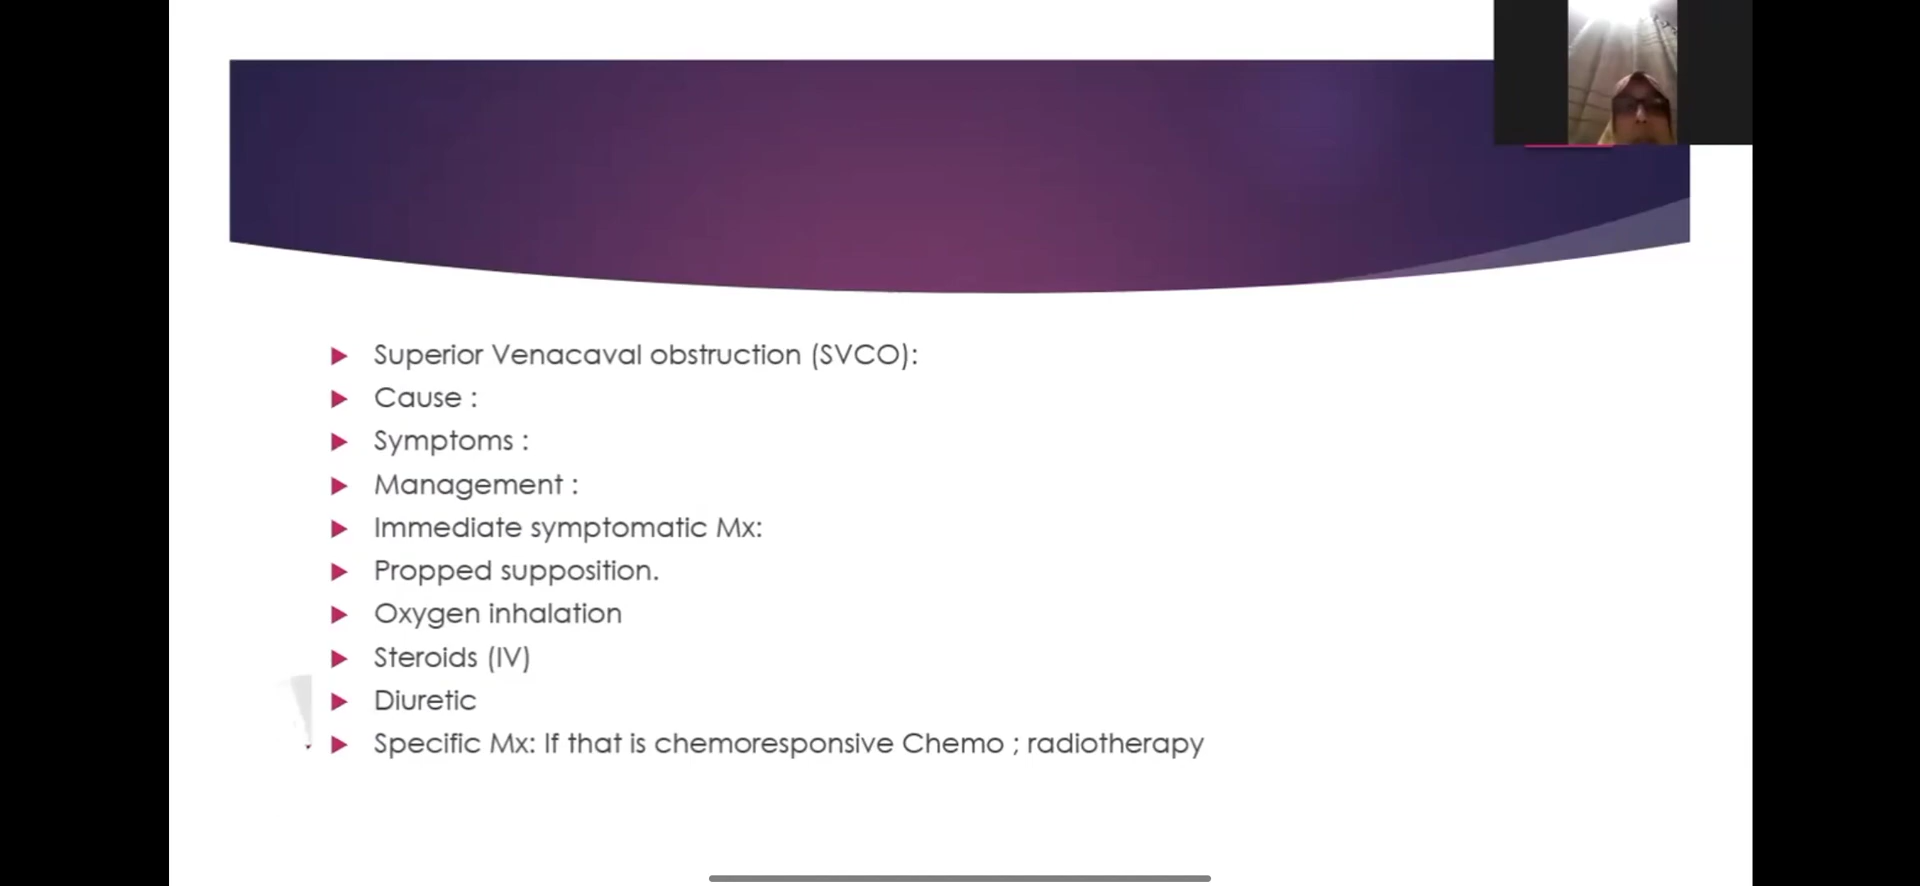 Superior Venacaval obstruction (SVCO):
Cause :
Symptoms :
Management :
Immediate symptomatic Mx:
Propped supposition.
Oxygen inhalation
Steroids (IV)
Diuretic
Specific Mx: If that is chemoresponsive Chemo ; radiotherapy